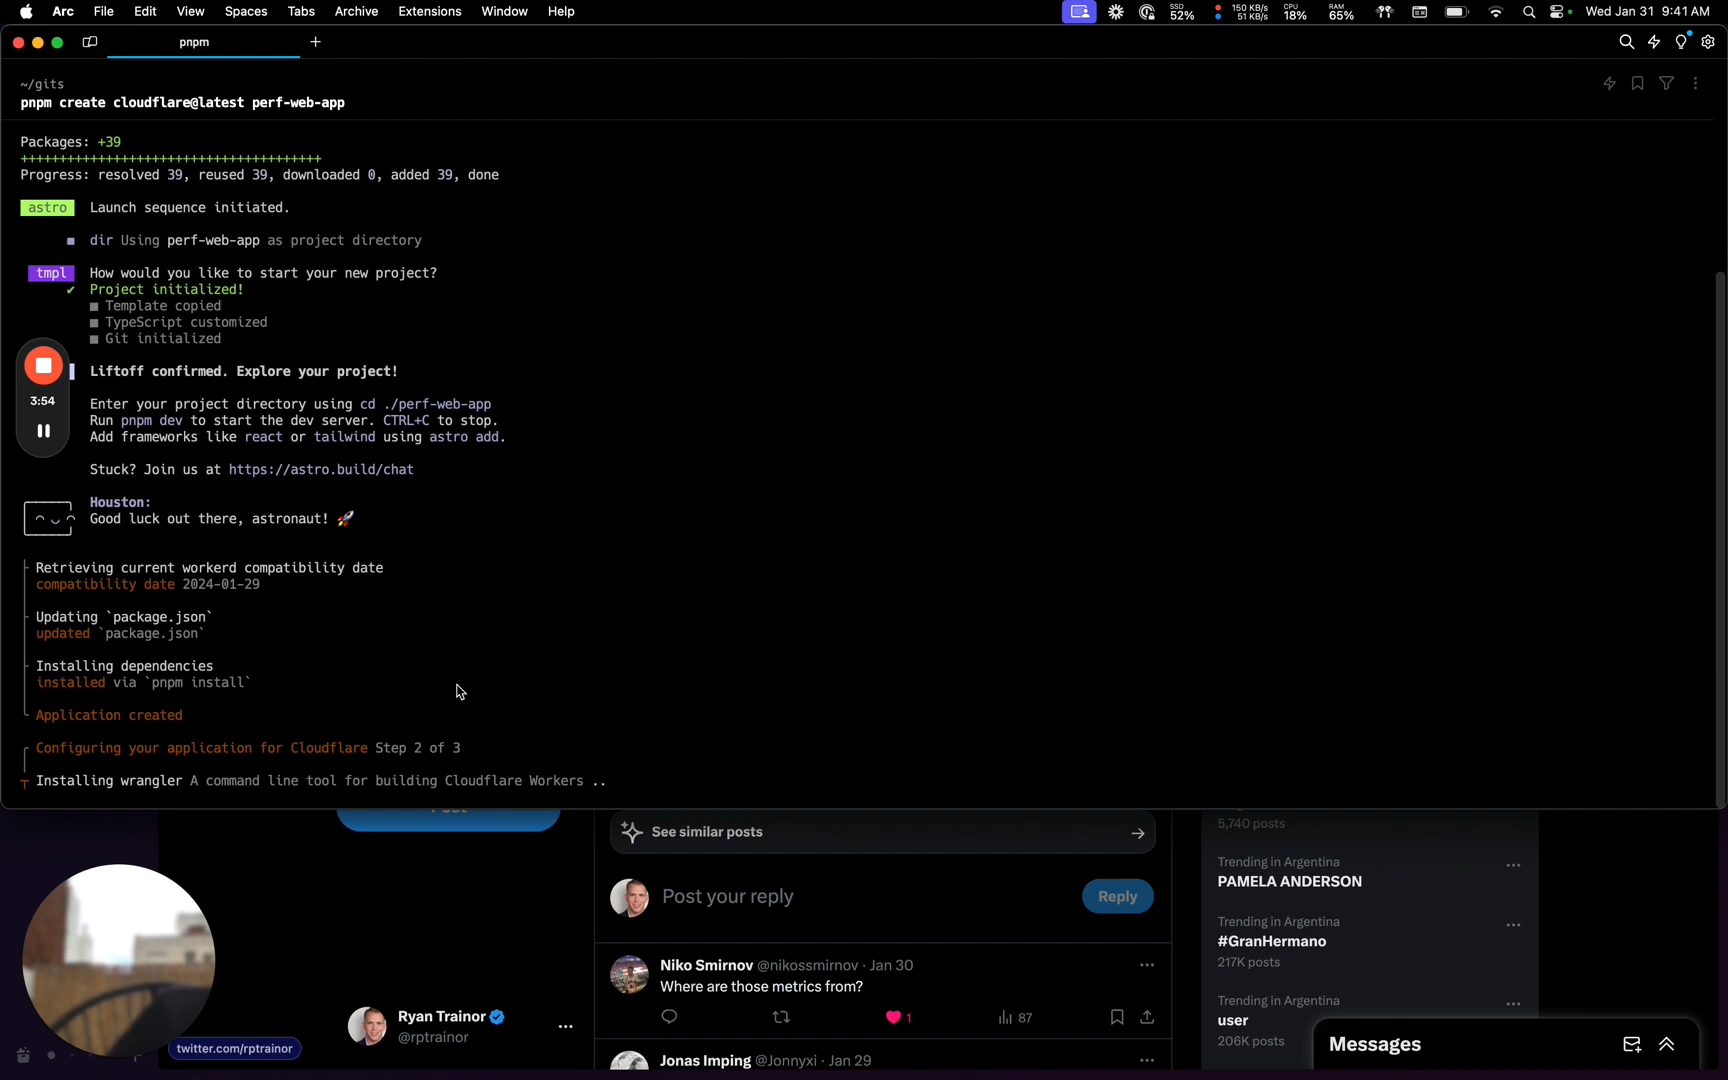 Arc File Edit View Spaces Tabs Archive Extensions Window Help
SSD 52% 150 KB/s 51 KB/s CPU 18% RAM 65% Wed Jan 31 9:41 AM
pnpm +
~/gits
pnpm create cloudflare@latest perf-web-app
Packages: +39
+++++++++++++++++++++++++++++++++++++++
Progress: resolved 39, reused 39, downloaded 0, added 39, done
astro Launch sequence initiated.
dir Using perf-web-app as project directory
tmpl How would you like to start your new project?
✔ Project initialized!
■ Template copied
■ TypeScript customized
■ Git initialized
Liftoff confirmed. Explore your project!
3:54
Enter your project directory using cd ./perf-web-app
Run pnpm dev to start the dev server. CTRL+C to stop.
Add frameworks like react or tailwind using astro add.
Stuck? Join us at https://astro.build/chat
Houston:
Good luck out there, astronaut! 🚀
Retrieving current workerd compatibility date
compatibility date 2024-01-29
Updating `package.json`
updated `package.json`
Installing dependencies
installed via `pnpm install`
Application created
Configuring your application for Cloudflare Step 2 of 3
Installing wrangler A command line tool for building Cloudflare Workers ..
See similar posts
Post your reply
Reply
Niko Smirnov @nikossmirnov · Jan 30
Where are those metrics from?
1 87
Jonas Imping @Jonnyxi · Jan 29
Ryan Trainor
@rptrainor
twitter.com/rptrainor
5,740 posts
Trending in Argentina
PAMELA ANDERSON
Trending in Argentina
#GranHermano
217K posts
Trending in Argentina
user
206K posts
Messages